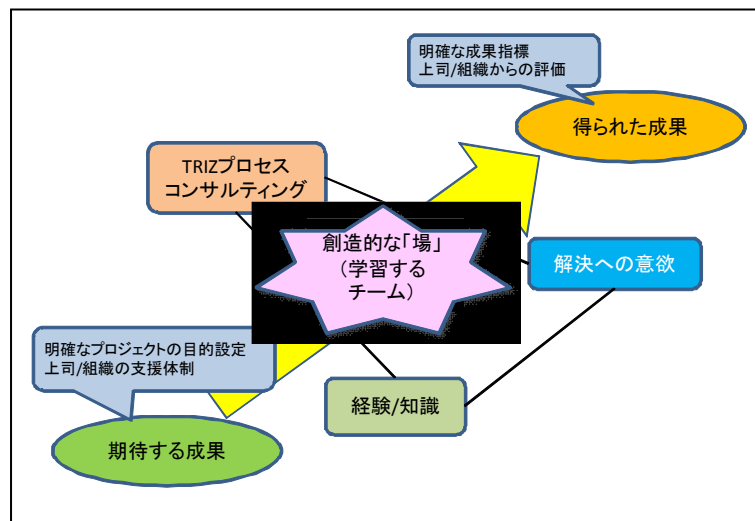 明確な成果指標
上司/組織からの評価
得られた成果
TRIZプロセス
コンサルティング
創造的な「場」
(学習する
チーム)
解決への意欲
明確なプロジェクトの目的設定
上司/組織の支援体制
経験/知識
期待する成果